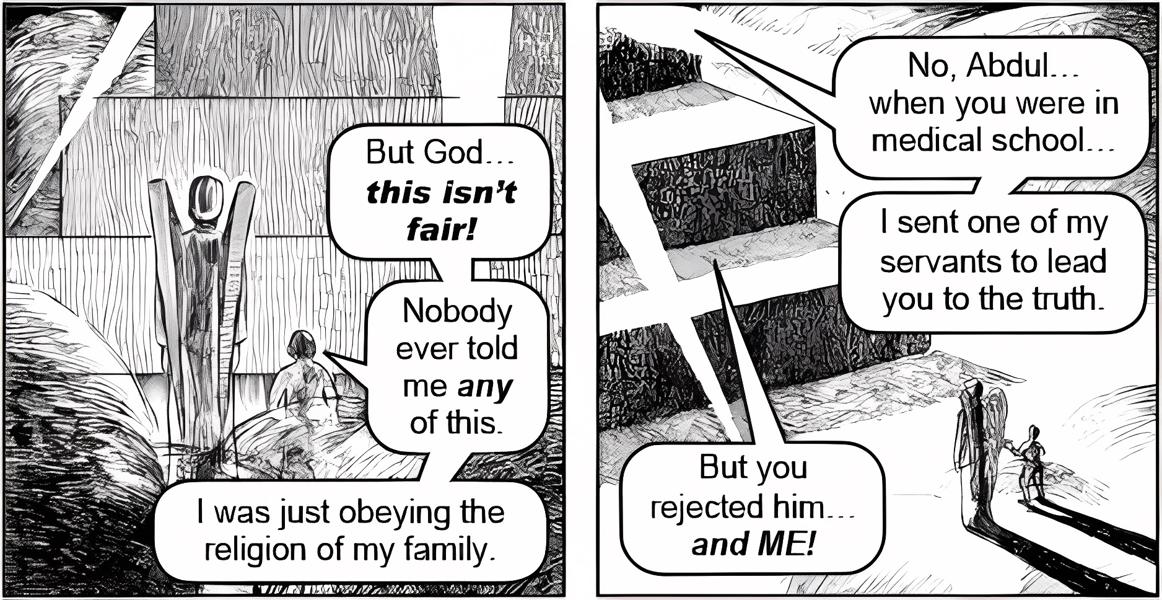 But God...
this isn't
fair!
Nobody
ever told
me any
of this.
I was just obeying the
religion of my family.
No, Abdul...
when you were in
medical school...
I sent one of my
servants to lead
you to the truth.
But you
rejected him...
and ME!